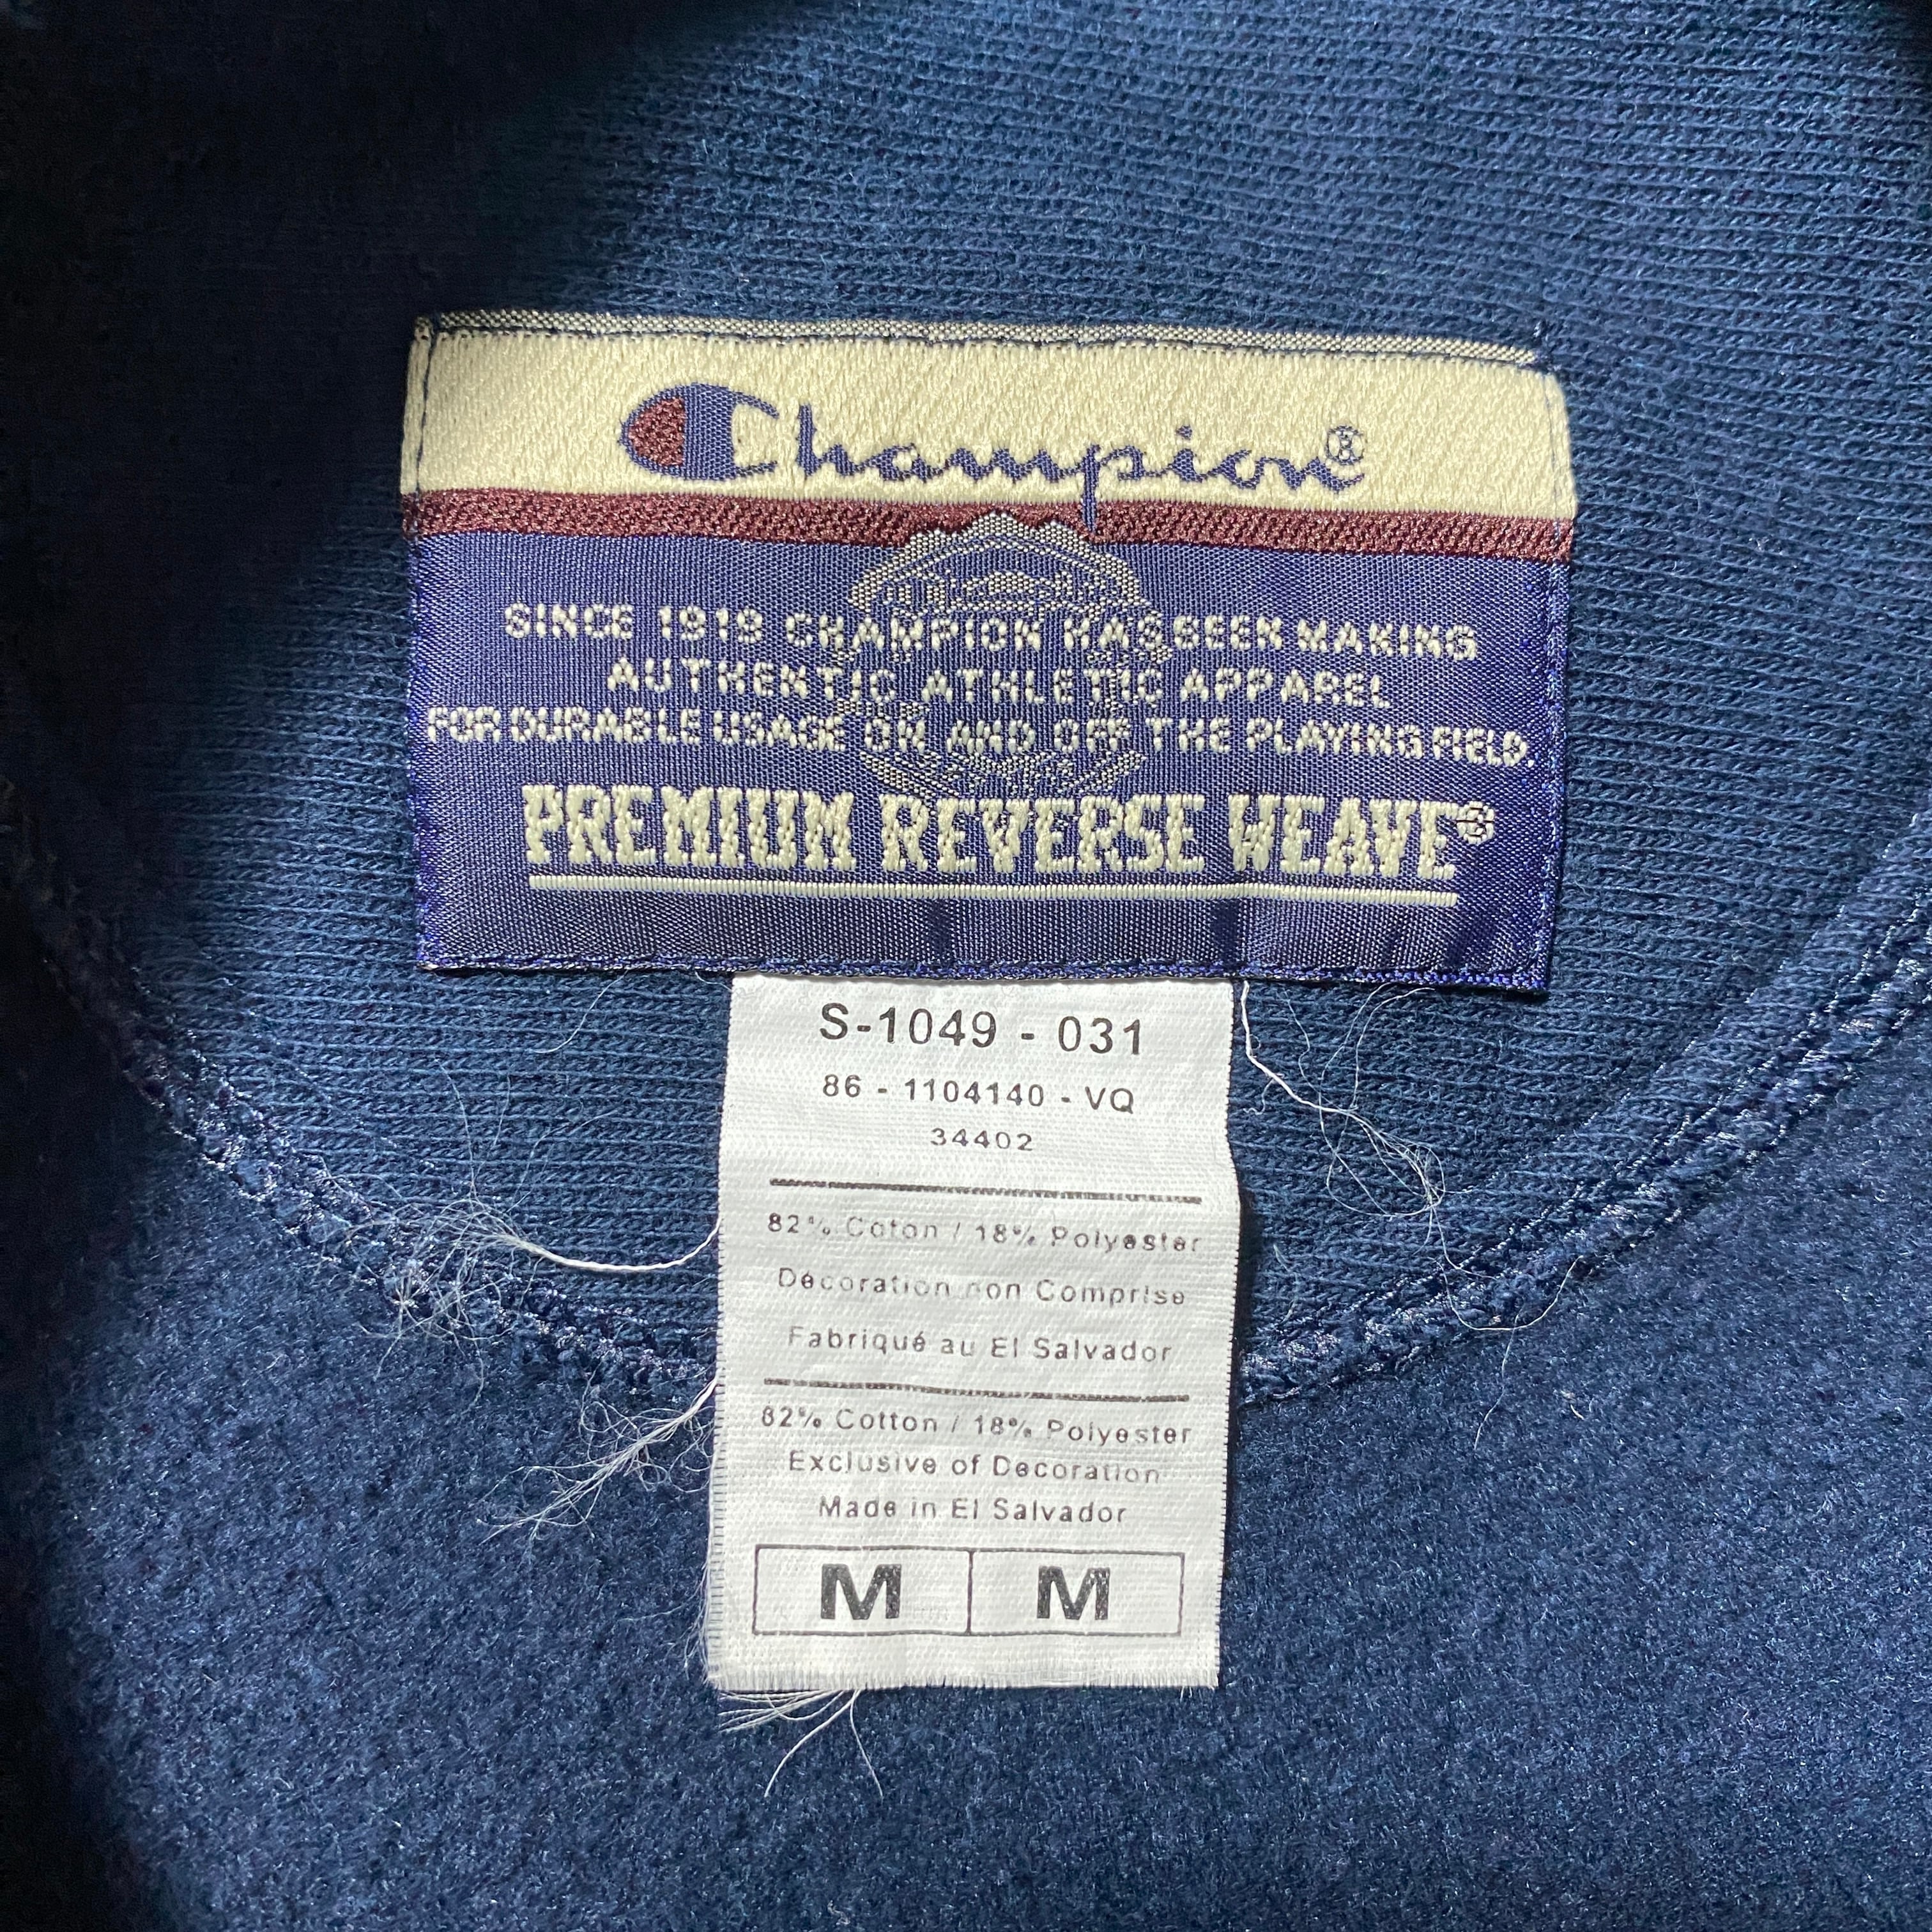 Champion®
SINCE 1919 CHAMPION HAS BEEN MAKING
AUTHENTIC ATHLETIC APPAREL
FOR DURABLE USAGE ON AND OFF THE PLAYING FIELD.
PREMIUM REVERSE WEAVE®
S-1049 - 031
86 - 1104140 - VQ
34402
82% Coton / 18% Polyester
Décoration non Comprise
Fabriqué au El Salvador
82% Cotton / 18% Polyester
Exclusive of Decoration
Made in El Salvador
M M